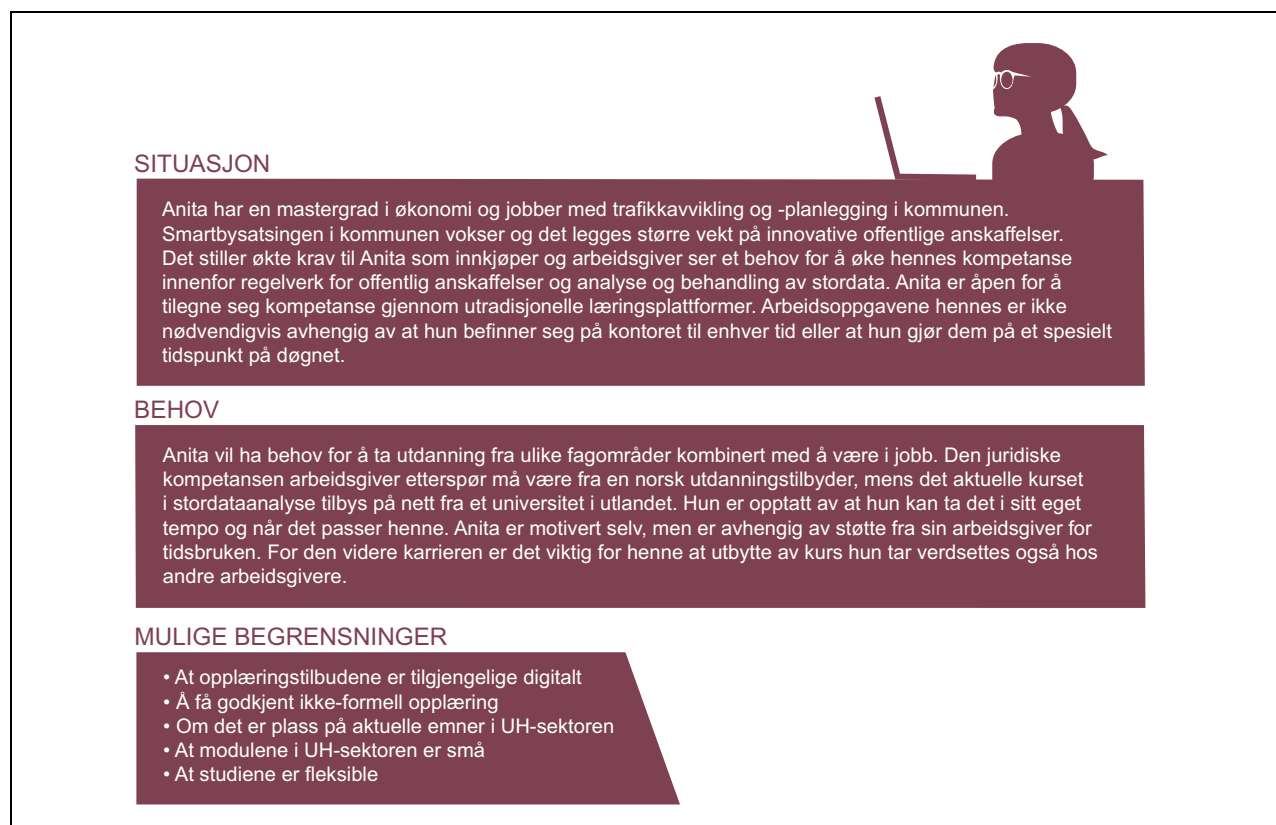 SITUASJON
Anita har en mastergrad i økonomi og jobber med trafikkavvikling og -planlegging i kommunen.
Smartbysatsingen i kommunen vokser og det legges større vekt på innovative offentlige anskaffelser.
Det stiller økte krav til Anita som innkjøper og arbeidsgiver ser et behov for å øke hennes kompetanse
innenfor regelverk for offentlig anskaffelser og analyse og behandling av stordata. Anita er åpen for å
tilegne seg kompetanse gjennom utradisjonelle læringsplattformer. Arbeidsoppgavene hennes er ikke
nødvendigvis avhengig av at hun befinner seg på kontoret til enhver tid eller at hun gjør dem på et spesielt
tidspunkt på døgnet.
BEHOV
Anita vil ha behov for å ta utdanning fra ulike fagområder kombinert med å være i jobb. Den juridiske
kompetansen arbeidsgiver etterspør må være fra en norsk utdanningstilbyder, mens det aktuelle kurset
i stordataanalyse tilbys på nett fra et universitet i utlandet. Hun er opptatt av at hun kan ta det i sitt eget
tempo og når det passer henne. Anita er motivert selv, men er avhengig av støtte fra sin arbeidsgiver for
tidsbruken. For den videre karrieren er det viktig for henne at utbytte av kurs hun tar verdsettes også hos
andre arbeidsgivere.
MULIGE BEGRENSNINGER
• At opplæringstilbudene er tilgjengelige digitalt
• Å få godkjent ikke-formell opplæring
• Om det er plass på aktuelle emner i UH-sektoren
• At modulene i UH-sektoren er små
• At studiene er fleksible